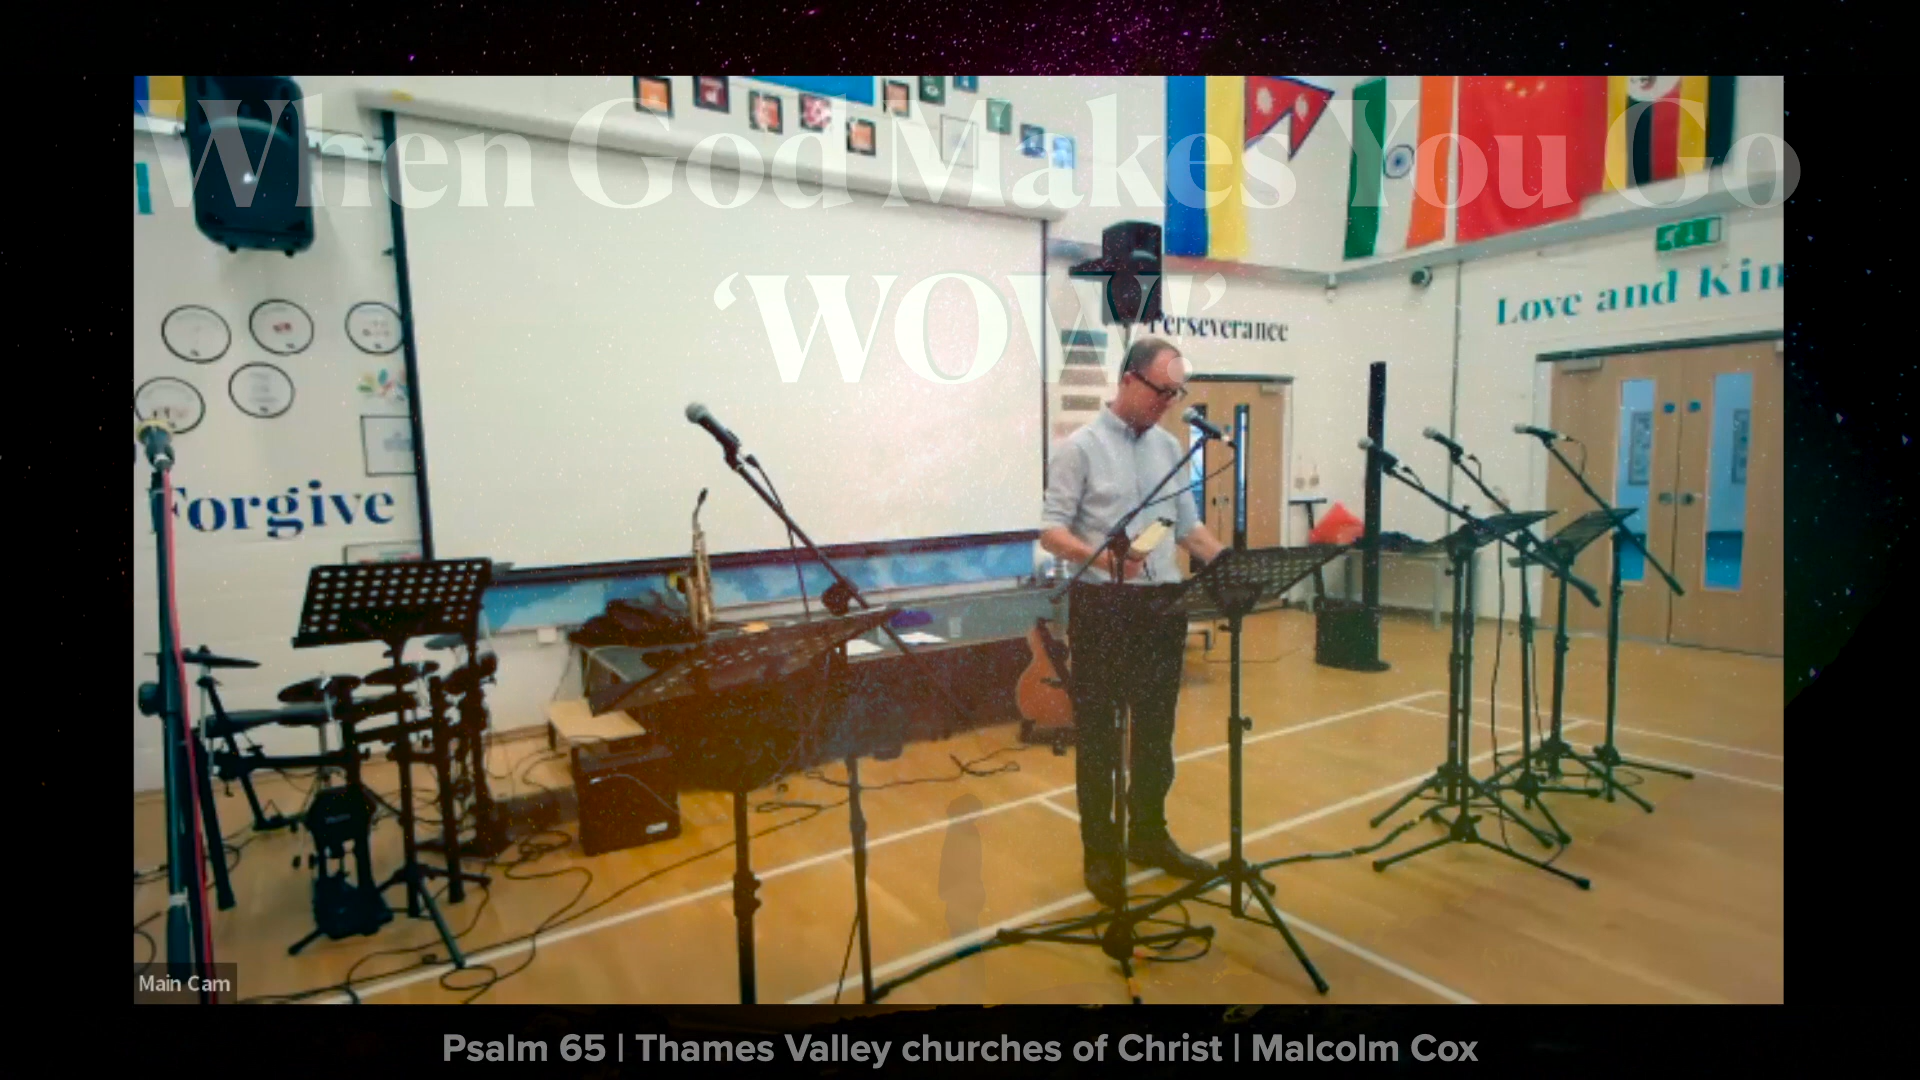 When God Makes You Go
‘WOW!’
Perseverance
Love and Kin
Forgive
Main Cam
Psalm 65 | Thames Valley churches of Christ | Malcolm Cox